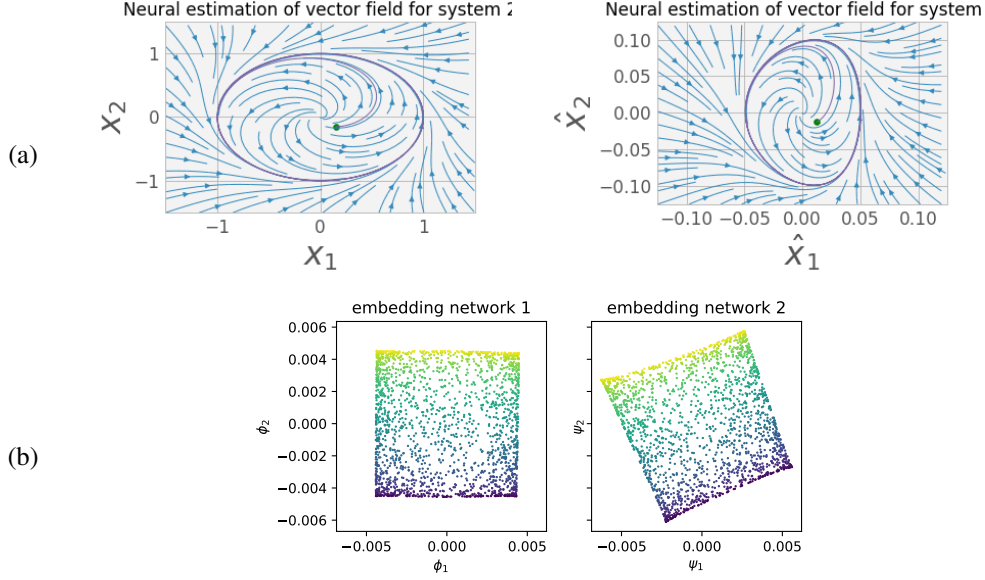 Neural estimation of vector field for system 2
Neural estimation of vector field for system
(a)
x₂
1
0
−1
−1
0
1
x₁
x̂₂
0.10
0.05
0.00
−0.05
−0.10
−0.10
−0.05
0.00
0.05
0.10
x̂₁
(b)
embedding network 1
ϕ₂
0.006
0.004
0.002
0.000
−0.002
−0.004
−0.006
−0.005
0.000
0.005
ϕ₁
embedding network 2
ψ₂
−0.005
0.000
0.005
ψ₁